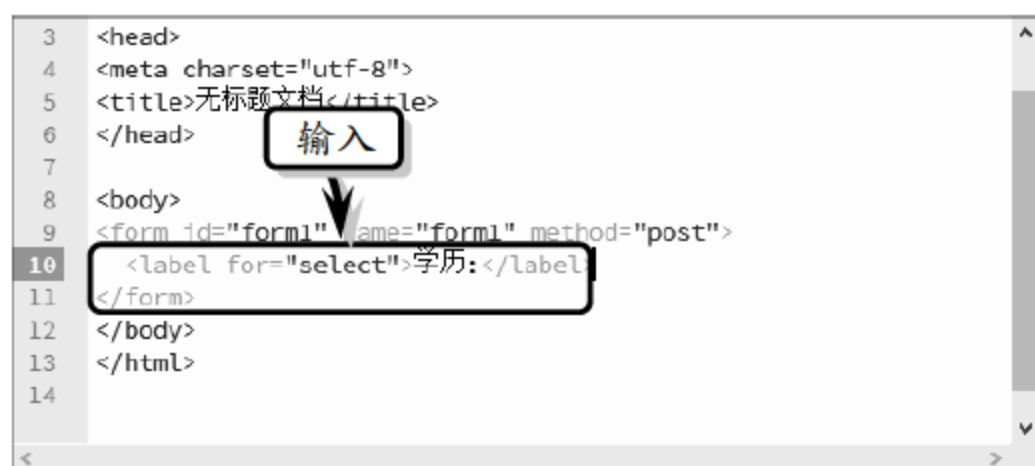 3 <head>
4 <meta charset="utf-8">
5 <title>无标题文档</title>
6 </head>
输入
7
8 <body>
9 <form id="form1" name="form1" method="post">
10 <label for="select">学历:</label>
11 </form>
12 </body>
13 </html>
14